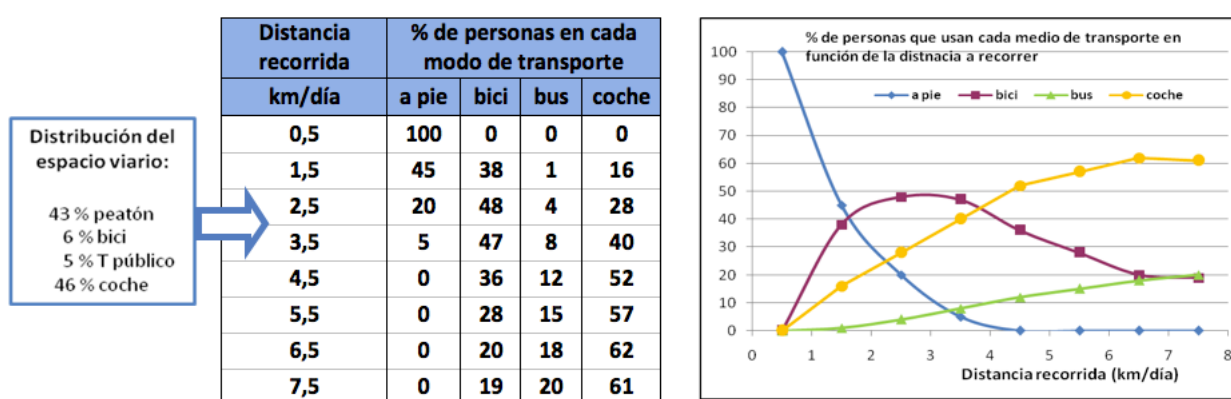 Distribución del
espacio viario:
43 % peatón
6 % bici
5 % T público
46 % coche
Distancia recorrida % de personas en cada modo de transporte
km/día a pie bici bus coche
0,5 100 0 0 0
1,5 45 38 1 16
2,5 20 48 4 28
3,5 5 47 8 40
4,5 0 36 12 52
5,5 0 28 15 57
6,5 0 20 18 62
7,5 0 19 20 61
% de personas que usan cada medio de transporte en
función de la distnacia a recorrer
a pie bici bus coche
100
90
80
70
60
50
40
30
20
10
0
0 1 2 3 4 5 6 7 8
Distancia recorrida (km/día)